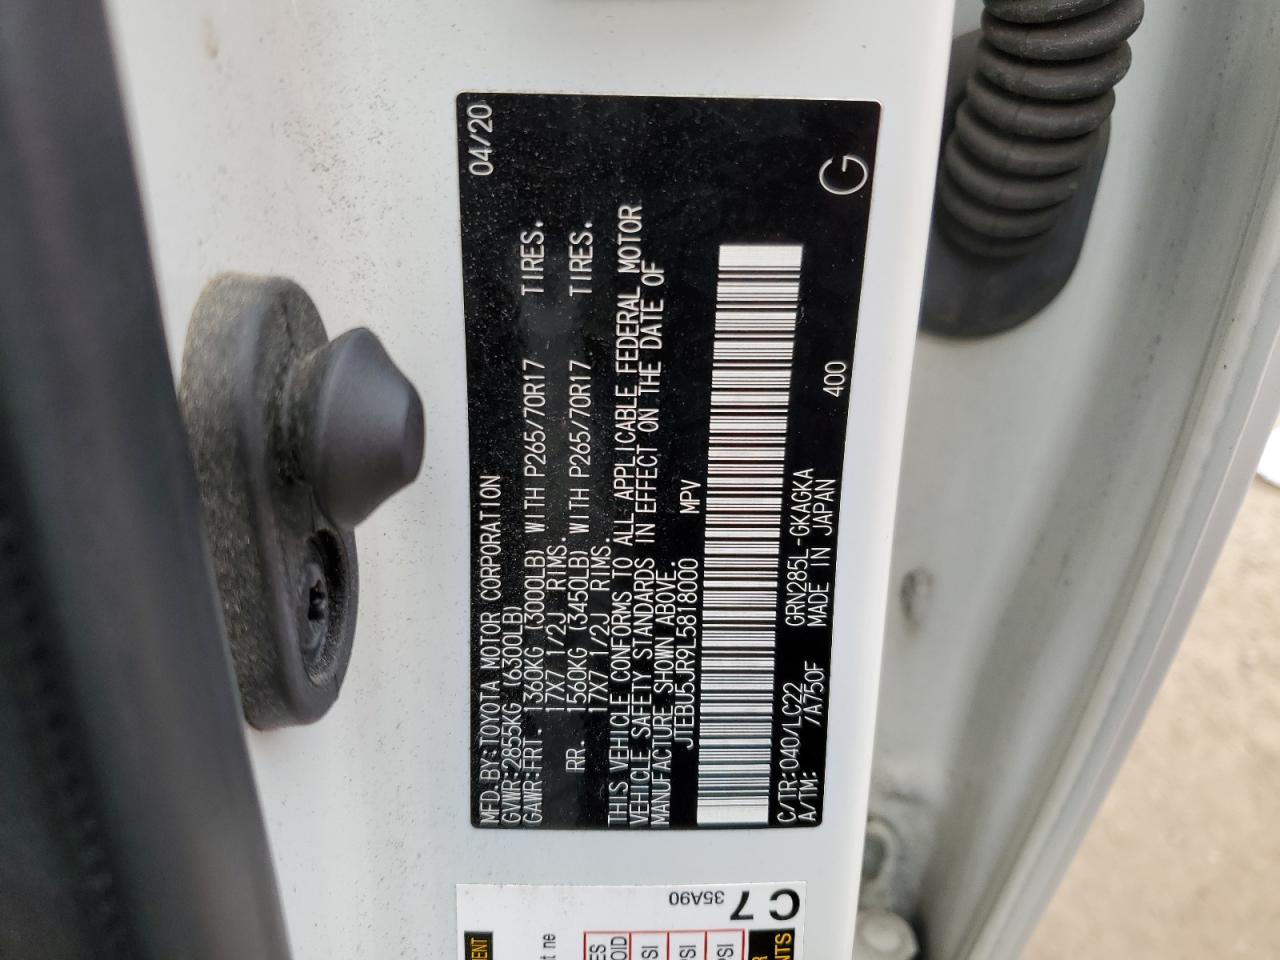 MFD. BY: TOYOTA MOTOR CORPORATION 04/20
GVWR: 2855KG (6300LB)
GAWR: FRT. 1360KG (3000LB) WITH P265/70R17 TIRES.
17X7 1/2J RIMS.
RR. 1560KG (3450LB) WITH P265/70R17 TIRES.
17X7 1/2J RIMS.
THIS VEHICLE CONFORMS TO ALL APPLICABLE FEDERAL MOTOR
VEHICLE SAFETY STANDARDS IN EFFECT ON THE DATE OF
MANUFACTURE SHOWN ABOVE.
JTEBU5JR9L5818000 MPV
C/TR: 040/LC22 GRN285L-GKAGKA
A/TM: /A750F MADE IN JAPAN 400 G
C 7
35A90